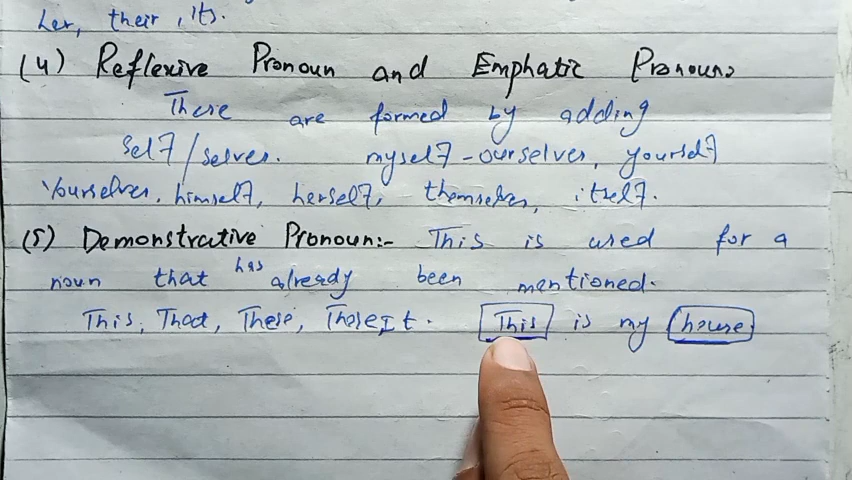 her, their, its.
(4) Reflexive Pronoun and Emphatic Pronoun:
These are formed by adding
self/selves. myself-ourselves, yourself
Yourselves, himself, herself, themselves, itself.
(5) Demonstrative Pronoun:- This is used for a
noun that has already been mentioned.
This, That, These, Those, It. This is my house